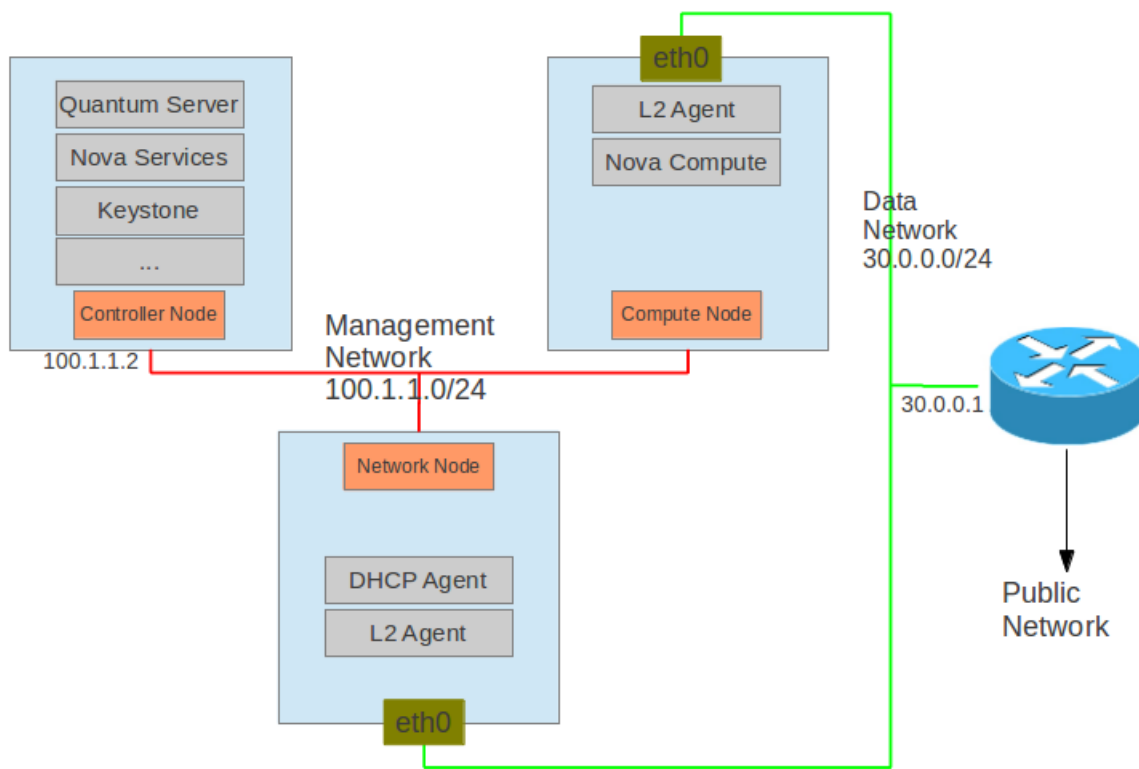 Quantum Server
Nova Services
Keystone
...
Controller Node
100.1.1.2
Management
Network
100.1.1.0/24
eth0
L2 Agent
Nova Compute
Compute Node
Data
Network
30.0.0.0/24
30.0.0.1
Network Node
DHCP Agent
L2 Agent
eth0
Public
Network